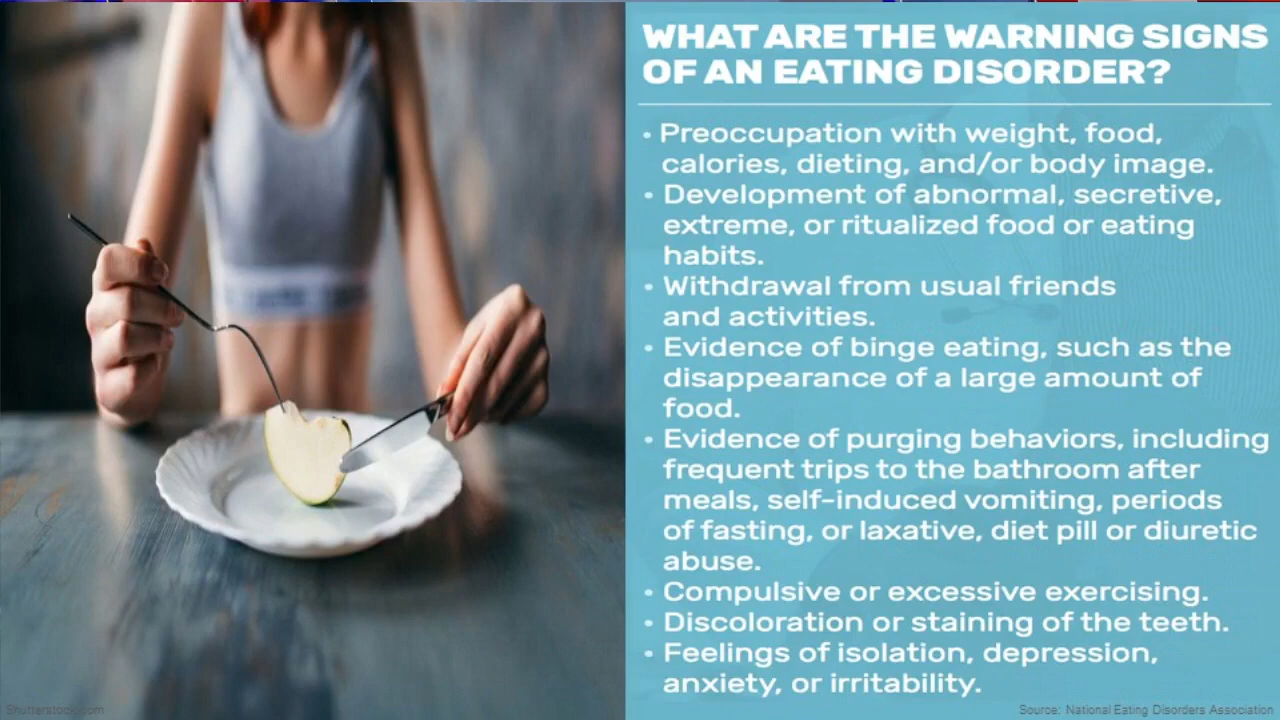 WHAT ARE THE WARNING SIGNS
OF AN EATING DISORDER?
• Preoccupation with weight, food,
calories, dieting, and/or body image.
• Development of abnormal, secretive,
extreme, or ritualized food or eating
habits.
• Withdrawal from usual friends
and activities.
• Evidence of binge eating, such as the
disappearance of a large amount of
food.
• Evidence of purging behaviors, including
frequent trips to the bathroom after
meals, self-induced vomiting, periods
of fasting, or laxative, diet pill or diuretic
abuse.
• Compulsive or excessive exercising.
• Discoloration or staining of the teeth.
• Feelings of isolation, depression,
anxiety, or irritability.
Shutterstock.com
Source: National Eating Disorders Association